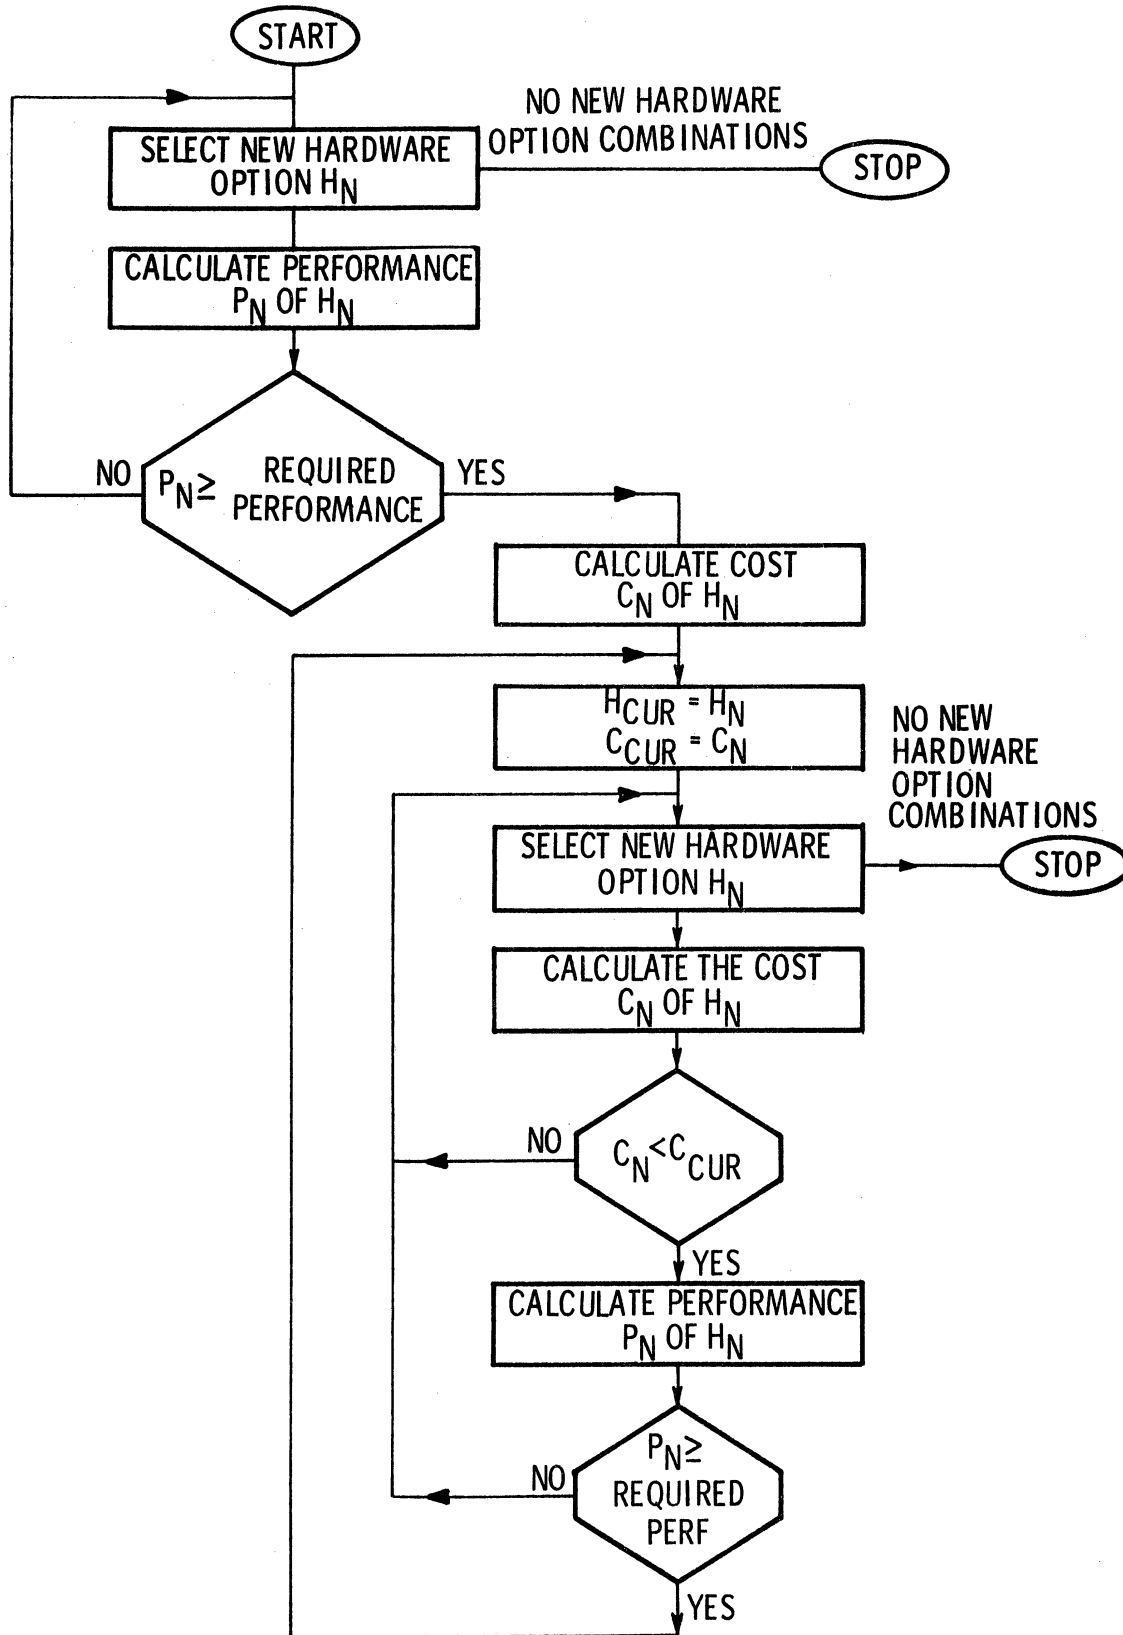 START
NO NEW HARDWARE
OPTION COMBINATIONS
SELECT NEW HARDWARE
OPTION H_N
STOP
CALCULATE PERFORMANCE
P_N OF H_N
NO
P_N ≥ REQUIRED
PERFORMANCE
YES
CALCULATE COST
C_N OF H_N
H_CUR = H_N
C_CUR = C_N
NO NEW
HARDWARE
OPTION
COMBINATIONS
SELECT NEW HARDWARE
OPTION H_N
STOP
CALCULATE THE COST
C_N OF H_N
NO
C_N < C_CUR
YES
CALCULATE PERFORMANCE
P_N OF H_N
NO
P_N ≥
REQUIRED
PERF
YES